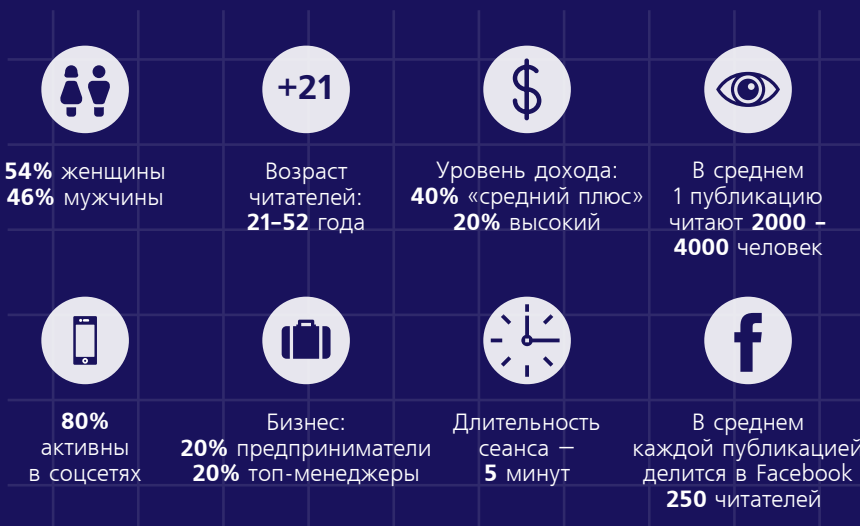 +21
54% женщины
46% мужчины
Возраст
читателей:
21–52 года
Уровень дохода:
40% «средний плюс»
20% высокий
В среднем
1 публикацию
читают 2000 –
4000 человек
80%
активны
в соцсетях
Бизнес:
20% предприниматели
20% топ-менеджеры
Длительность
сеанса —
5 минут
В среднем
каждой публикацией
делится в Facebook
250 читателей